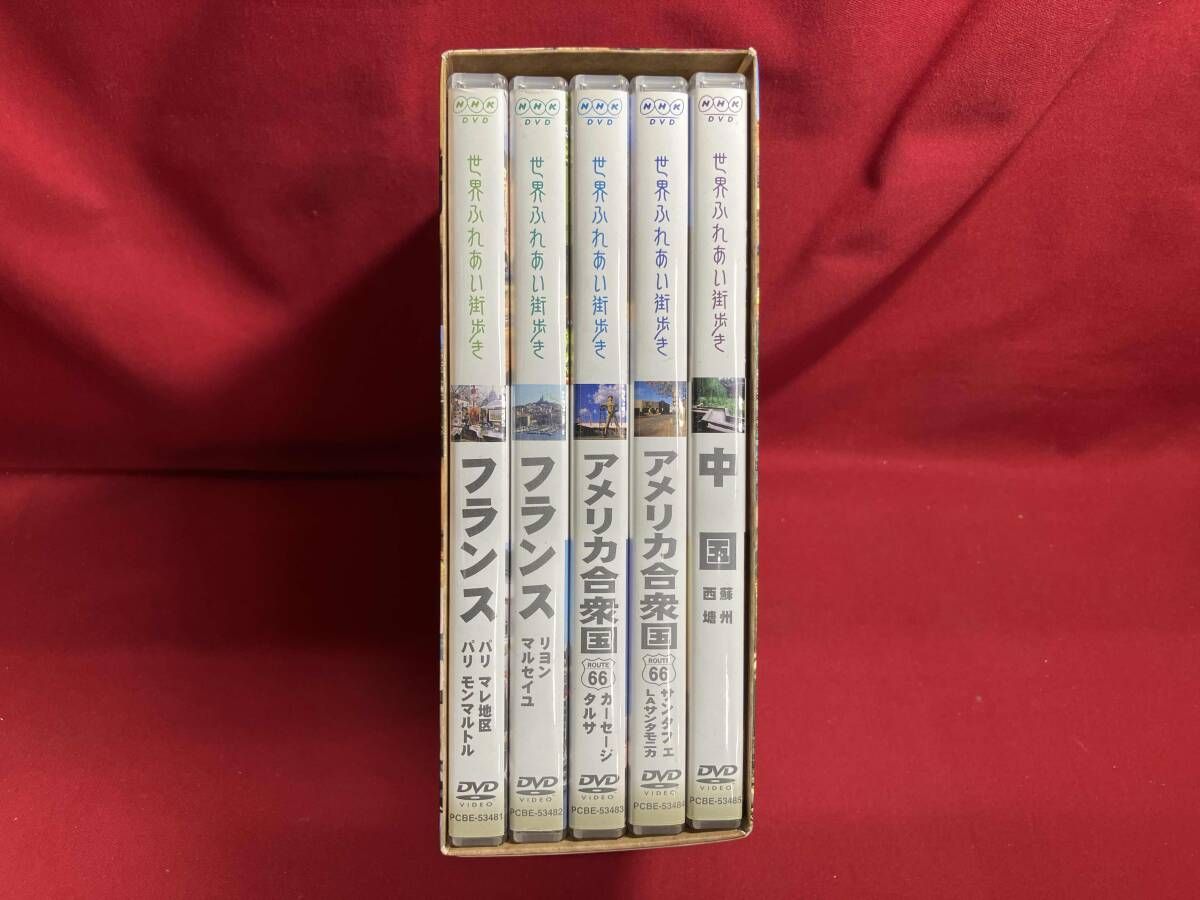 NHK
DVD
世界ふれあい街歩き
フランス
パリ マレ地区
パリ モンマルトル
DVD
VIDEO
PCBE-53481
NHK
DVD
世界ふれあい街歩き
フランス
リヨン
マルセイユ
DVD
VIDEO
PCBE-53482
NHK
DVD
世界ふれあい街歩き
アメリカ合衆国
ROUTE
66
カーセージ
タルサ
DVD
VIDEO
PCBE-53483
NHK
DVD
世界ふれあい街歩き
アメリカ合衆国
ROUTE
66
サンタフェ
LAサンタモニカ
DVD
VIDEO
PCBE-53484
NHK
DVD
世界ふれあい街歩き
中国
蘇州
西塘
DVD
VIDEO
PCBE-53485